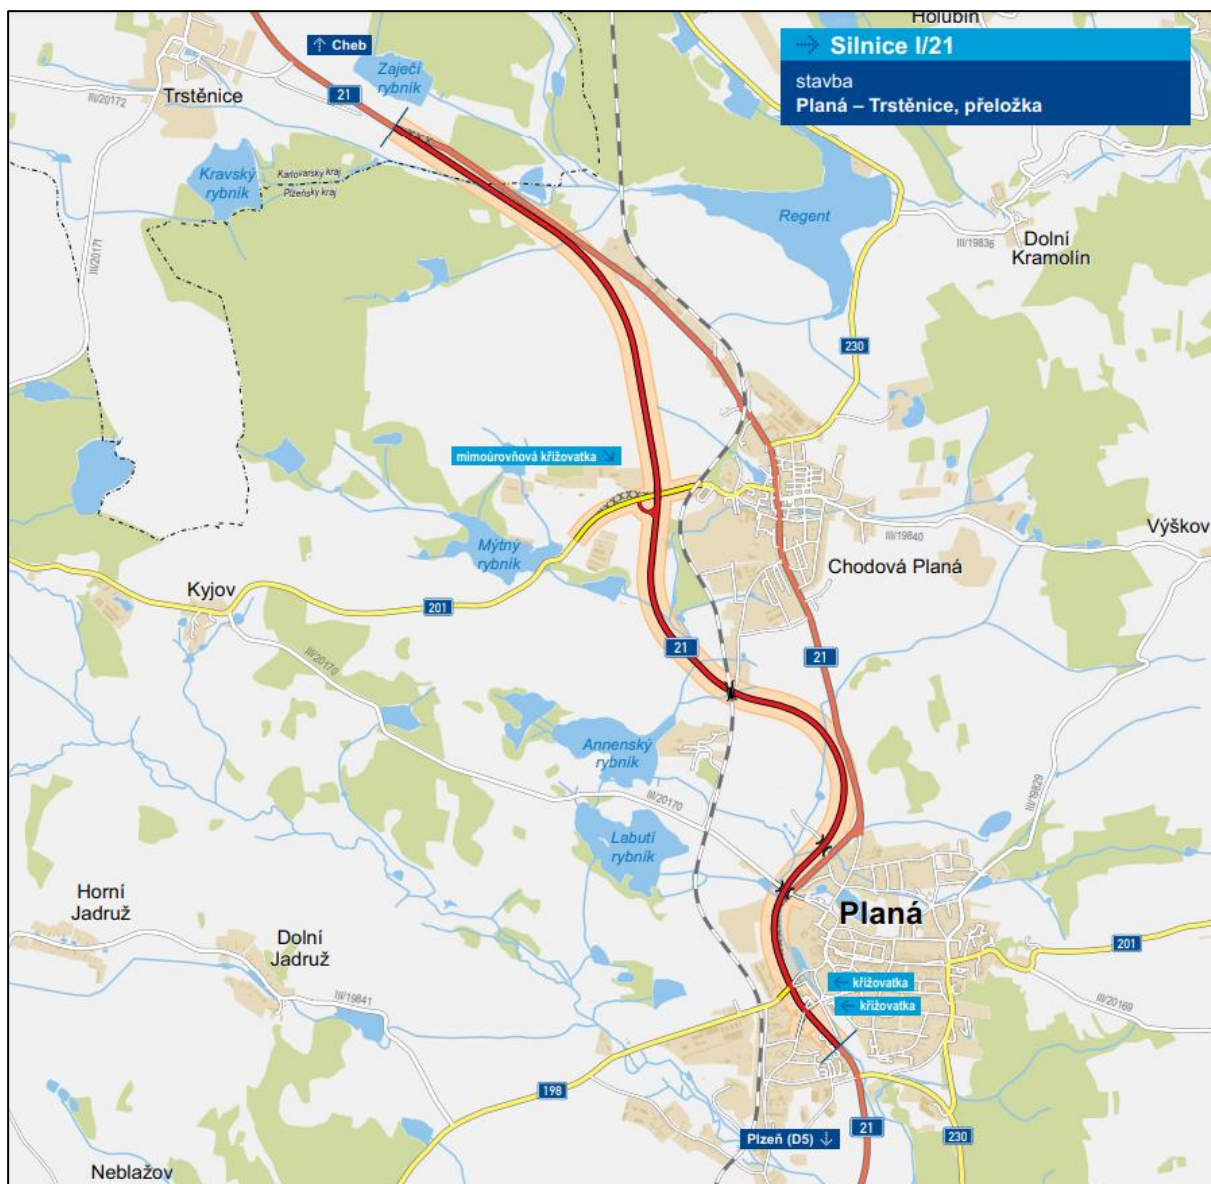 Holubín
Silnice I/21
stavba
Planá – Trstěnice, přeložka
Cheb
Zaječí
rybník
21
III/20172
Trstěnice
Kravský
rybník
Karlovarský kraj
Plzeňský kraj
Regent
III/19836
Dolní
Kramolín
III/20171
230
mimoúrovňová křižovatka
Mýtný
rybník
III/19840
Výškov
Chodová Planá
Kyjov
201
III/20170
21
21
Annenský
rybník
III/20170
III/19829
Labutí
rybník
Horní
Jadruž
Planá
Dolní
Jadruž
201
křižovatka
křižovatka
III/19841
III/20169
198
Plzeň (D5)
21
230
Neblažov